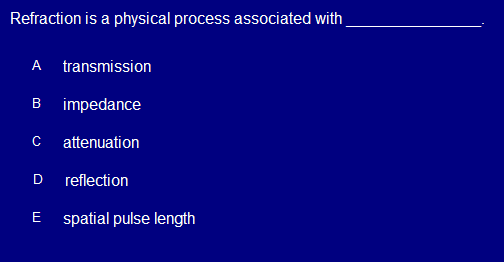 Refraction is a physical process associated with ________________.
A transmission
B impedance
C attenuation
D reflection
E spatial pulse length